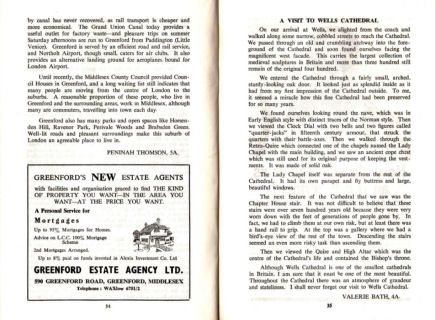 by canal has never recovered, as rail transport is cheaper and
more economical. The Grand Union Canal today provides a
useful outlet for factory waste—and pleasure trips on summer
Saturday afternoons are run to Greenford from Paddington (Little
Venice). Greenford is served by an efficient road and rail service,
and Northolt Airport, though small, caters for air traffic. It also
provides an alternative landing ground for aeroplanes bound for
London Airport.
Until recently, the Middlesex County Council provided Coun-
cil Houses in Greenford, and a long waiting list still indicates that
many people are moving from the centre of London to the
suburbs. A reasonable proportion of these people, who live in
Greenford and the surrounding areas, work in Middlesex, although
many are commuters, travelling into town each day.
Greenford also has many parks and open spaces like Horsen-
den Hill, Ravenor Park, Perivale Woods and Brabsden Green.
Well-lit roads and pleasant surroundings make this suburb of
London an agreeable place to live in.
PENINAH THOMSON, 5A.
GREENFORD'S NEW ESTATE AGENTS
with facilities and organisation geared to find THE KIND
OF PROPERTY YOU WANT—IN THE AREA YOU
WANT—AT THE PRICE YOU WANT.
A Personal Service for
Mortgages
Up to 95% Mortgages for Homes.
Advice on L.C.C. 100% Mortgage
Scheme
2nd Mortgages Arranged.
Up to 8% paid on funds invested in Alexia Investment Co. Ltd
GREENFORD ESTATE AGENCY LTD.
590 GREENFORD ROAD, GREENFORD, MIDDLESEX
Telephone : WAXlow 6781/2
34
A VISIT TO WELLS CATHEDRAL
On our arrival at Wells, we alighted from the coach and
walked along some narrow, cobbled streets to reach the Cathedral.
We passed through an old and crumbling archway into the fore-
ground of the Cathedral and soon found ourselves facing the
magnificent west facade. This carries the largest collection of
medieval sculptures in Britain and more than three hundred still
remain of the original four hundred.
We entered the Cathedral through a fairly small, arched,
sturdy-looking oak door. It looked just as splendid inside as it
had from my first impression of the Cathedral outside. To me,
it seemed a miracle how this fine Cathedral had been preserved
for so many years.
We found ourselves looking round the nave, which was in
Early English style with distinct traces of the Norman style. Then
we viewed the Clock Dial with two bells and two bell-ringers or
"quarter-jacks" in fifteenth century armour, that struck the
quarters with their battle-axes. Then we walked through the
Retro-Quire which connected one of the chapels named the Lady
Chapel with the main building, and we saw an ancient cope chest
which was still used for its original purpose of keeping the vest-
ments. It was made of solid oak.
The Lady Chapel itself was separate from the rest of the
Cathedral. It had its own parapet and fly buttress and large,
beautiful windows.
The next feature of the Cathedral that we saw was the
Chapter House stair. It was not difficult to believe that these
stairs were over seven hundred years old because they were very
worn down with the feet of generations of people gone by. In
fact, we had to climb them at our own risk, but at least there was
a hand rail to grip. At the top was a gallery where we had a
bird's-eye view of the rest of the town. Descending the stairs
seemed an even more risky task than ascending them.
Then we viewed the Quire and High Altar which was the
centre of the Cathedral's life and contained the Bishop's throne.
Although Wells Cathedral is one of the smallest cathedrals
in Britain, I am sure that it must be one of the most beautiful.
Throughout the Cathedral there was an atmosphere of grandeur
and stateliness. I shall never forget our visit to Wells Cathedral.
VALERIE BATH, 4A.
35